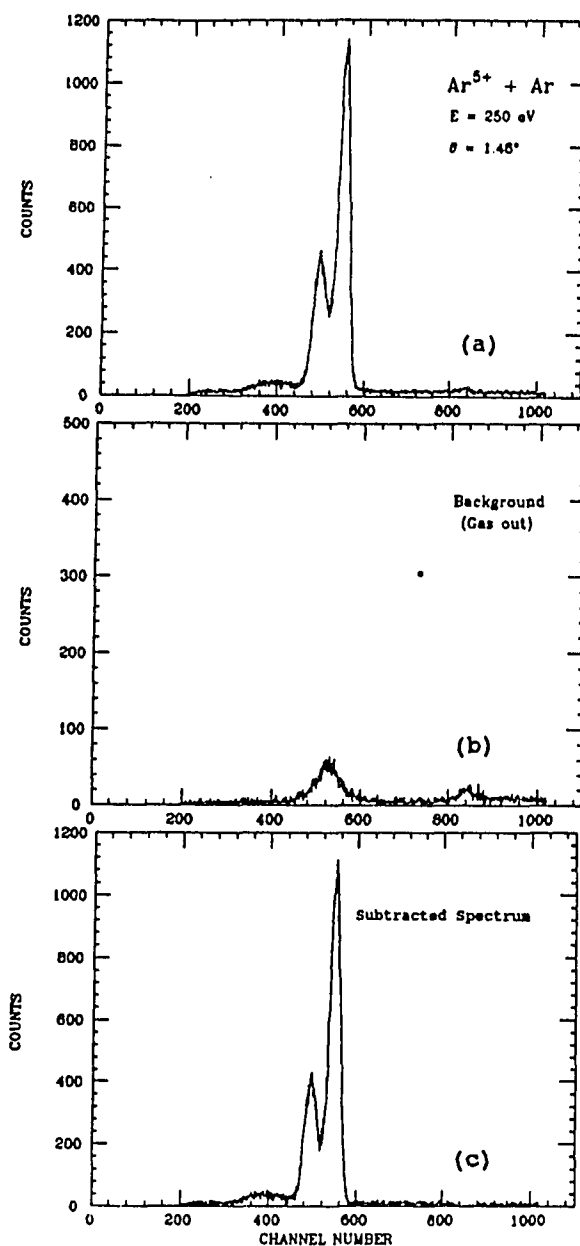 1200
1000
800
600
400
200
0
COUNTS
Ar5+ + Ar
E = 250 eV
θ = 1.46°
(a)
0 200 400 600 800 1000
500
400
300
200
100
0
COUNTS
Background
(Gas out)
(b)
0 200 400 600 800 1000
1200
1000
800
600
400
200
0
COUNTS
Subtracted Spectrum
(c)
0 200 400 600 800 1000
CHANNEL NUMBER